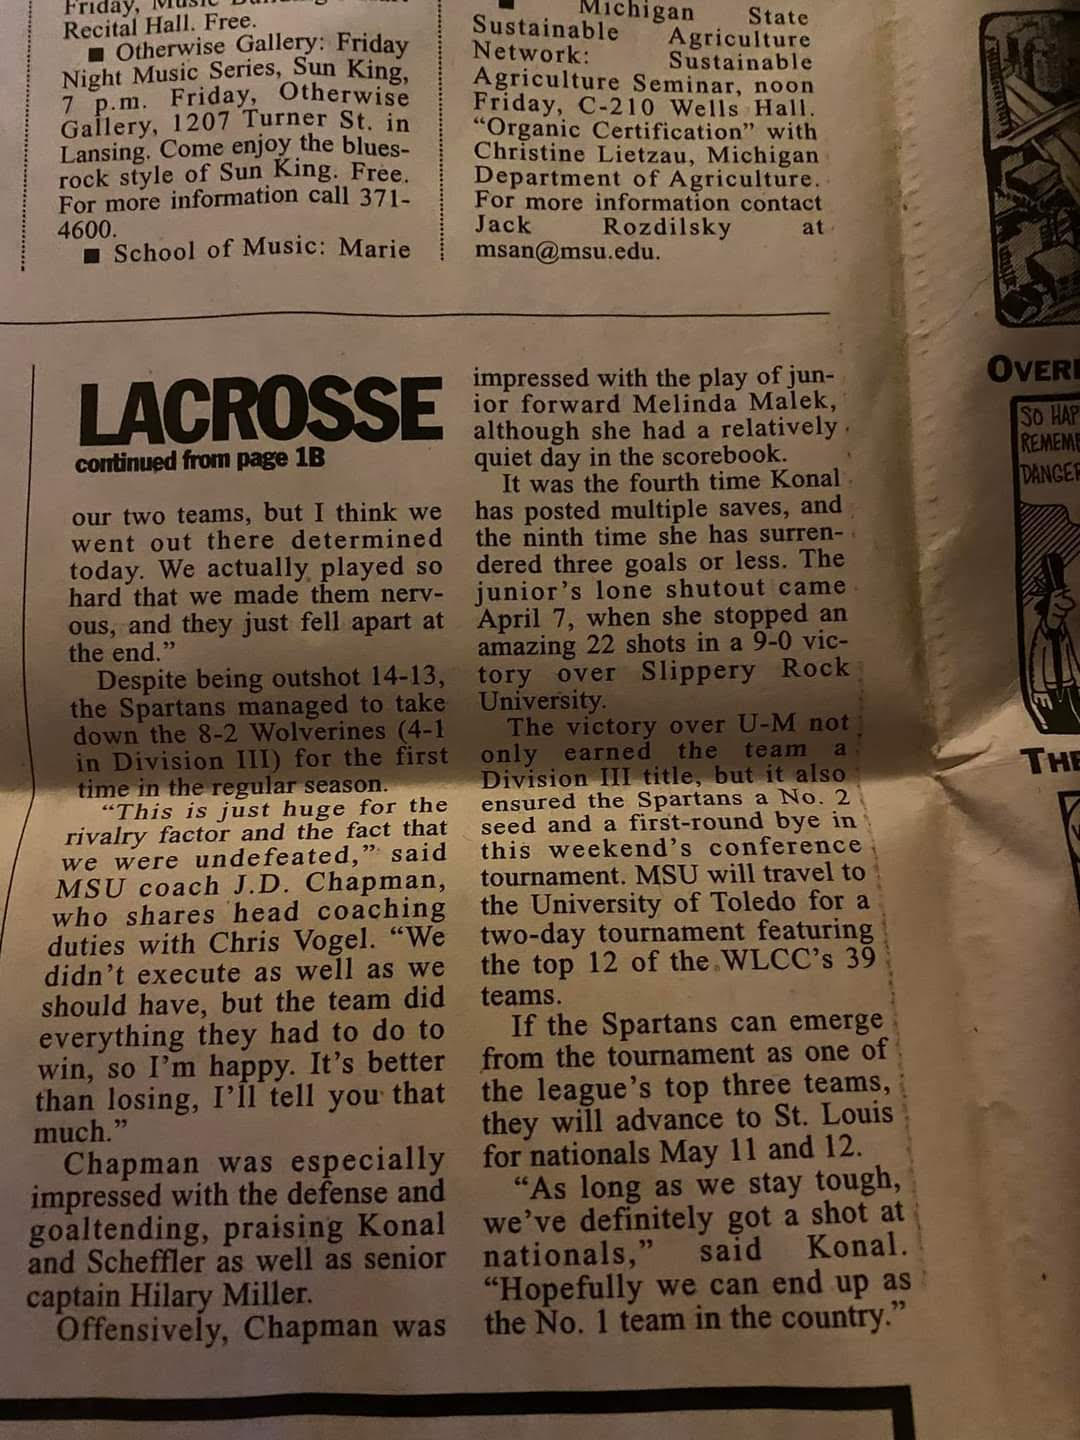 Friday, Music
Recital Hall. Free.
■ Otherwise Gallery: Friday
Night Music Series, Sun King,
7 p.m. Friday, Otherwise
Gallery, 1207 Turner St. in
Lansing. Come enjoy the blues-
rock style of Sun King. Free.
For more information call 371-
4600.
■ School of Music: Marie
■ Michigan State
Sustainable Agriculture
Network: Sustainable
Agriculture Seminar, noon
Friday, C-210 Wells Hall.
“Organic Certification” with
Christine Lietzau, Michigan
Department of Agriculture.
For more information contact
Jack Rozdilsky at
msan@msu.edu.
LACROSSE
continued from page 1B
our two teams, but I think we
went out there determined
today. We actually played so
hard that we made them nerv-
ous, and they just fell apart at
the end.”
Despite being outshot 14-13,
the Spartans managed to take
down the 8-2 Wolverines (4-1
in Division III) for the first
time in the regular season.
“This is just huge for the
rivalry factor and the fact that
we were undefeated,” said
MSU coach J.D. Chapman,
who shares head coaching
duties with Chris Vogel. “We
didn’t execute as well as we
should have, but the team did
everything they had to do to
win, so I’m happy. It’s better
than losing, I’ll tell you that
much.”
Chapman was especially
impressed with the defense and
goaltending, praising Konal
and Scheffler as well as senior
captain Hilary Miller.
Offensively, Chapman was
impressed with the play of jun-
ior forward Melinda Malek,
although she had a relatively
quiet day in the scorebook.
It was the fourth time Konal
has posted multiple saves, and
the ninth time she has surren-
dered three goals or less. The
junior’s lone shutout came
April 7, when she stopped an
amazing 22 shots in a 9-0 vic-
tory over Slippery Rock
University.
The victory over U-M not
only earned the team a
Division III title, but it also
ensured the Spartans a No. 2
seed and a first-round bye in
this weekend’s conference
tournament. MSU will travel to
the University of Toledo for a
two-day tournament featuring
the top 12 of the WLCC’s 39
teams.
If the Spartans can emerge
from the tournament as one of
the league’s top three teams,
they will advance to St. Louis
for nationals May 11 and 12.
“As long as we stay tough,
we’ve definitely got a shot at
nationals,” said Konal.
“Hopefully we can end up as
the No. 1 team in the country.”
OVER
SO HAP
REMEM
DANGER
THE